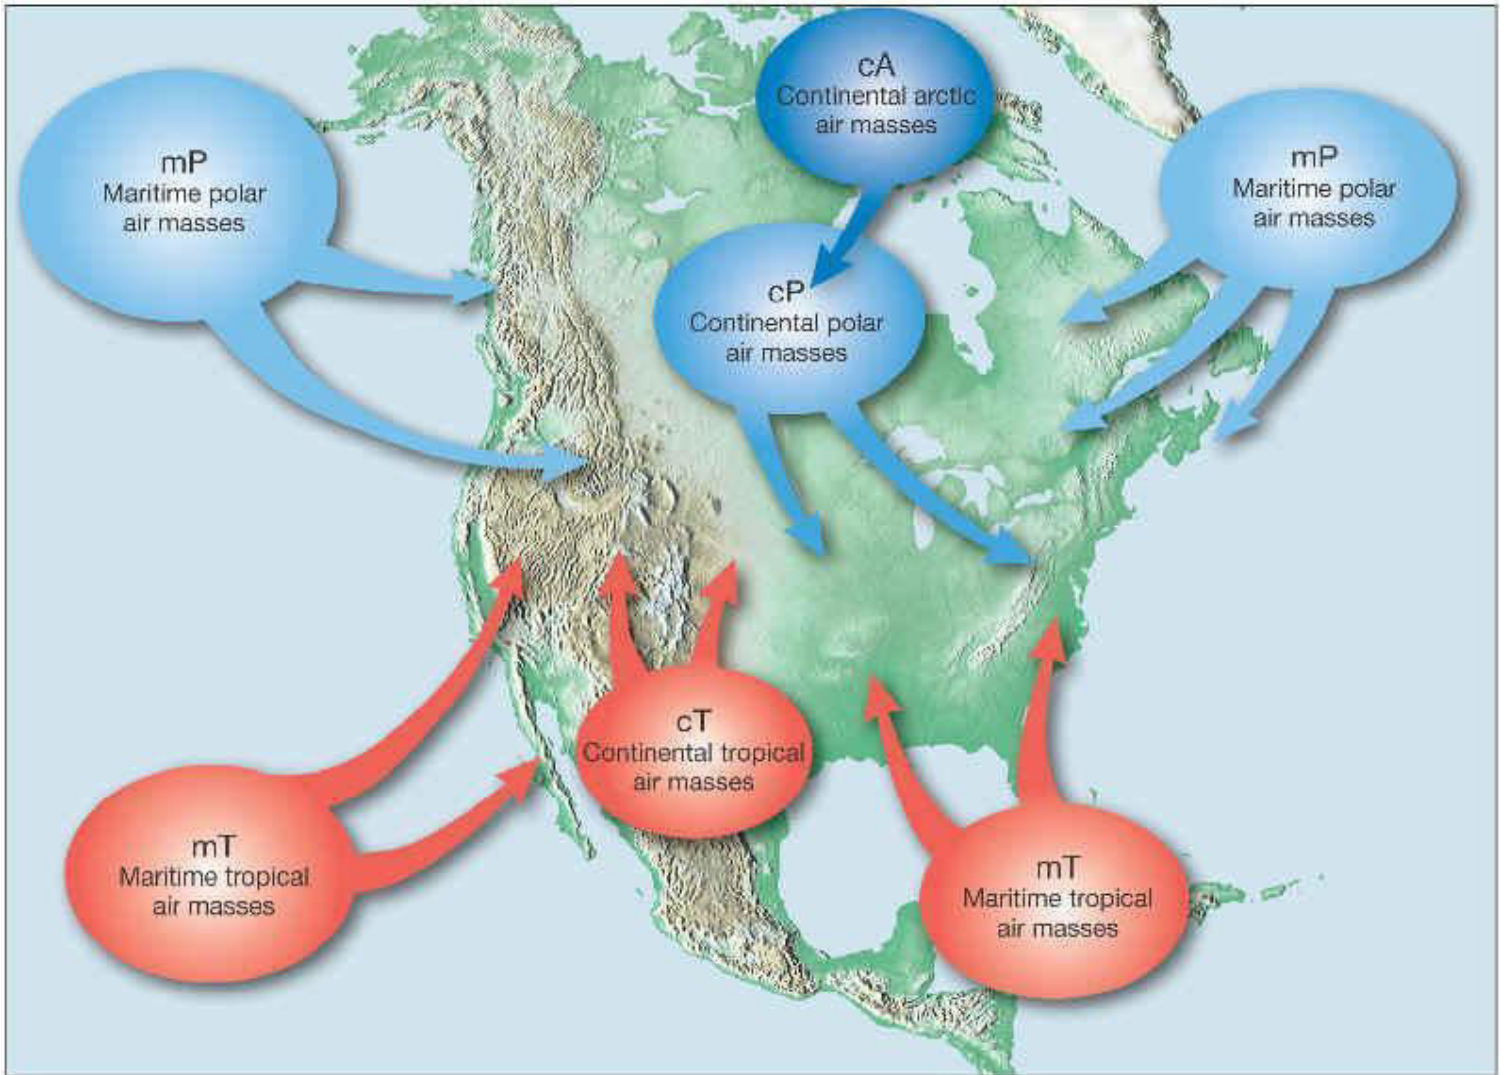 cA
Continental arctic
air masses
mP
Maritime polar
air masses
mP
Maritime polar
air masses
cP
Continental polar
air masses
cT
Continental tropical
air masses
mT
Maritime tropical
air masses
mT
Maritime tropical
air masses